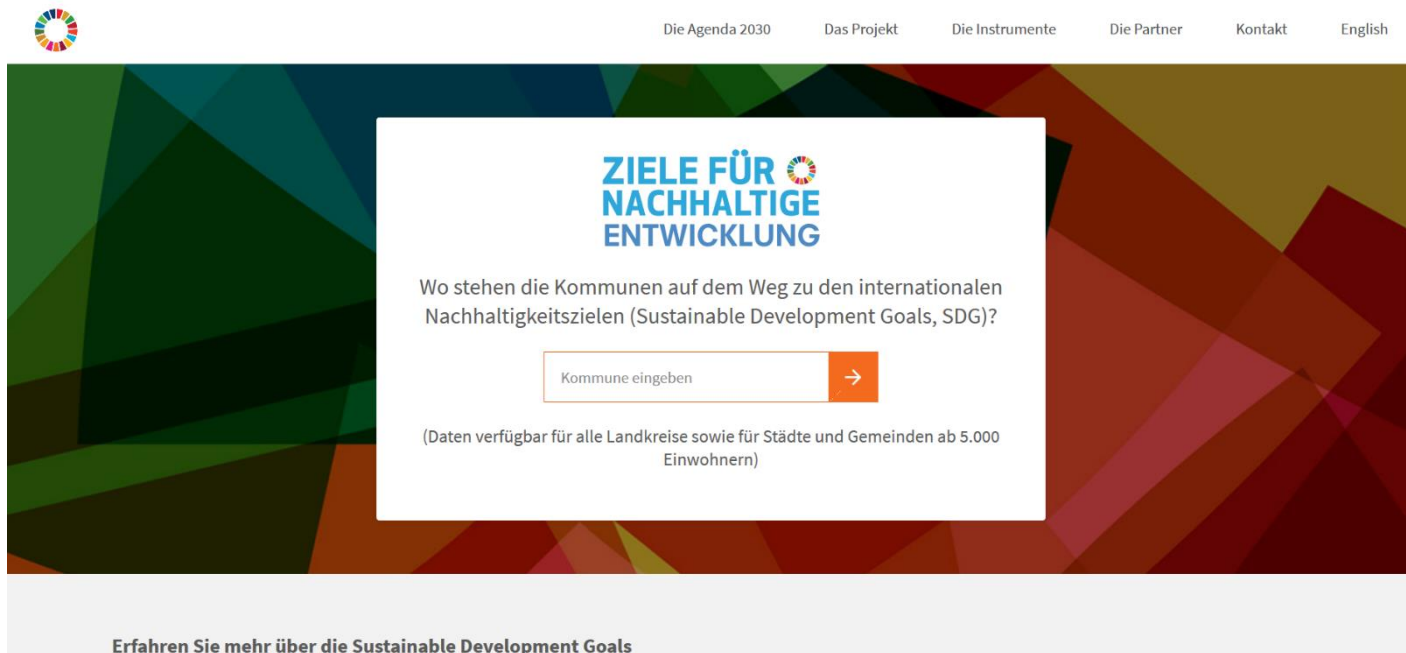 Die Agenda 2030 Das Projekt Die Instrumente Die Partner Kontakt English
ZIELE FÜR
NACHHALTIGE
ENTWICKLUNG
Wo stehen die Kommunen auf dem Weg zu den internationalen
Nachhaltigkeitszielen (Sustainable Development Goals, SDG)?
Kommune eingeben
(Daten verfügbar für alle Landkreise sowie für Städte und Gemeinden ab 5.000
Einwohnern)
Erfahren Sie mehr über die Sustainable Development Goals